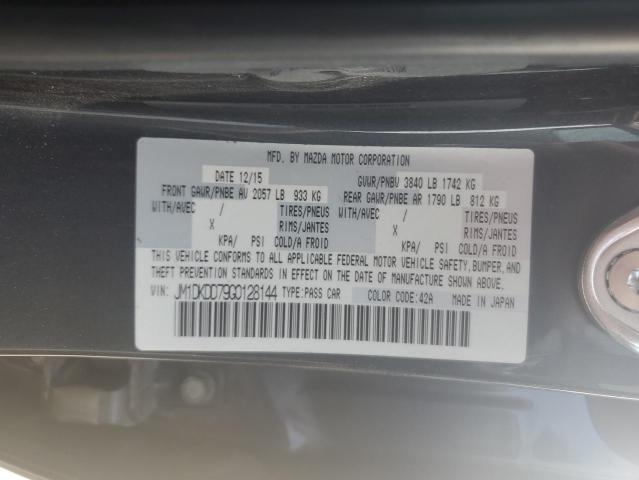 MFD. BY MAZDA MOTOR CORPORATION
DATE 12/15 GVWR/PNBV 3840 LB 1742 KG
FRONT GAWR/PNBE AV 2057 LB 933 KG REAR GAWR/PNBE AR 1790 LB 812 KG
WITH/AVEC / TIRES/PNEUS WITH/AVEC / TIRES/PNEUS
X RIMS/JANTES X RIMS/JANTES
KPA/ PSI COLD/A FROID KPA/ PSI COLD/A FROID
THIS VEHICLE CONFORMS TO ALL APPLICABLE FEDERAL MOTOR VEHICLE SAFETY, BUMPER, AND
THEFT PREVENTION STANDARDS IN EFFECT ON THE DATE OF MANUFACTURE SHOWN ABOVE.
VIN: JM1DKDD79G0128144 TYPE:PASS CAR COLOR CODE:42A MADE IN JAPAN